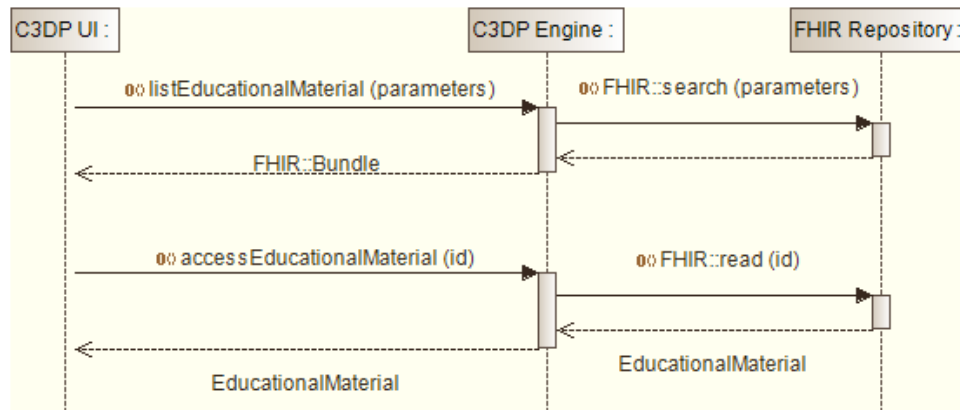 C3DP UI :
C3DP Engine :
FHIR Repository :
listEducationalMaterial (parameters)
FHIR::search (parameters)
FHIR::Bundle
accessEducationalMaterial (id)
FHIR::read (id)
EducationalMaterial
EducationalMaterial